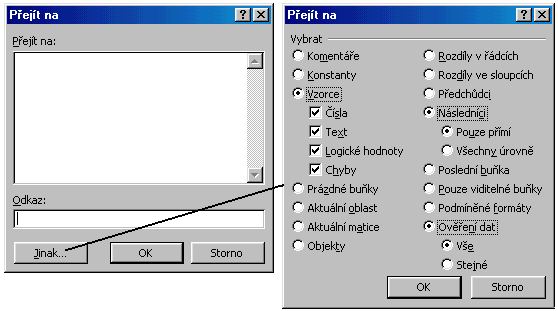 Přejít na
Přejít na:
Odkaz:
Jinak...
OK
Storno
Přejít na
Vybrat
Komentáře
Konstanty
Vzorce
Čísla
Text
Logické hodnoty
Chyby
Prázdné buňky
Aktuální oblast
Aktuální matice
Objekty
Rozdíly v řádcích
Rozdíly ve sloupcích
Předchůdci
Následníci
Pouze přímí
Všechny úrovně
Poslední buňka
Pouze viditelné buňky
Podmíněné formáty
Ověření dat
Vše
Stejné
OK
Storno